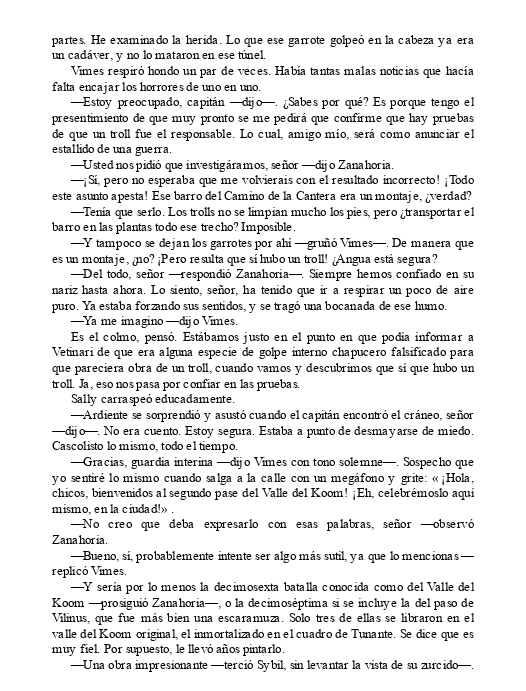 partes. He examinado la herida. Lo que ese garrote golpeó en la cabeza ya era
un cadáver, y no lo mataron en ese túnel.
Vimes respiró hondo un par de veces. Había tantas malas noticias que hacía
falta encajar los horrores de uno en uno.
—Estoy preocupado, capitán —dijo—. ¿Sabes por qué? Es porque tengo el
presentimiento de que muy pronto se me pedirá que confirme que hay pruebas
de que un troll fue el responsable. Lo cual, amigo mío, será como anunciar el
estallido de una guerra.
—Usted nos pidió que investigáramos, señor —dijo Zanahoria.
—¡Sí, pero no esperaba que me volvierais con el resultado incorrecto! ¡Todo
este asunto apesta! Ese barro del Camino de la Cantera era un montaje, ¿verdad?
—Tenía que serlo. Los trolls no se limpian mucho los pies, pero ¿transportar el
barro en las plantas todo ese trecho? Imposible.
—Y tampoco se dejan los garrotes por ahí —gruñó Vimes—. De manera que
es un montaje, ¿no? ¡Pero resulta que sí hubo un troll! ¿Angua está segura?
—Del todo, señor —respondió Zanahoria—. Siempre hemos confiado en su
nariz hasta ahora. Lo siento, señor, ha tenido que ir a respirar un poco de aire
puro. Ya estaba forzando sus sentidos, y se tragó una bocanada de ese humo.
—Ya me imagino —dijo Vimes.
Es el colmo, pensó. Estábamos justo en el punto en que podía informar a
Vetinari de que era alguna especie de golpe interno chapucero falsificado para
que pareciera obra de un troll, cuando vamos y descubrimos que sí que hubo un
troll. Ja, eso nos pasa por confiar en las pruebas.
Sally carraspeó educadamente.
—Ardiente se sorprendió y asustó cuando el capitán encontró el cráneo, señor
—dijo—. No era cuento. Estoy segura. Estaba a punto de desmayarse de miedo.
Cascolisto lo mismo, todo el tiempo.
—Gracias, guardia interina —dijo Vimes con tono solemne—. Sospecho que
yo sentiré lo mismo cuando salga a la calle con un megáfono y grite: « ¡Hola,
chicos, bienvenidos al segundo pase del Valle del Koom! ¡Eh, celebrémoslo aquí
mismo, en la ciudad!» .
—No creo que deba expresarlo con esas palabras, señor —observó
Zanahoria.
—Bueno, sí, probablemente intente ser algo más sutil, ya que lo mencionas —
replicó Vimes.
—Y sería por lo menos la decimosexta batalla conocida como del Valle del
Koom —prosiguió Zanahoria—, o la decimoséptima si se incluye la del paso de
Vilinus, que fue más bien una escaramuza. Solo tres de ellas se libraron en el
valle del Koom original, el inmortalizado en el cuadro de Tunante. Se dice que es
muy fiel. Por supuesto, le llevó años pintarlo.
—Una obra impresionante —terció Sybil, sin levantar la vista de su zurcido—.